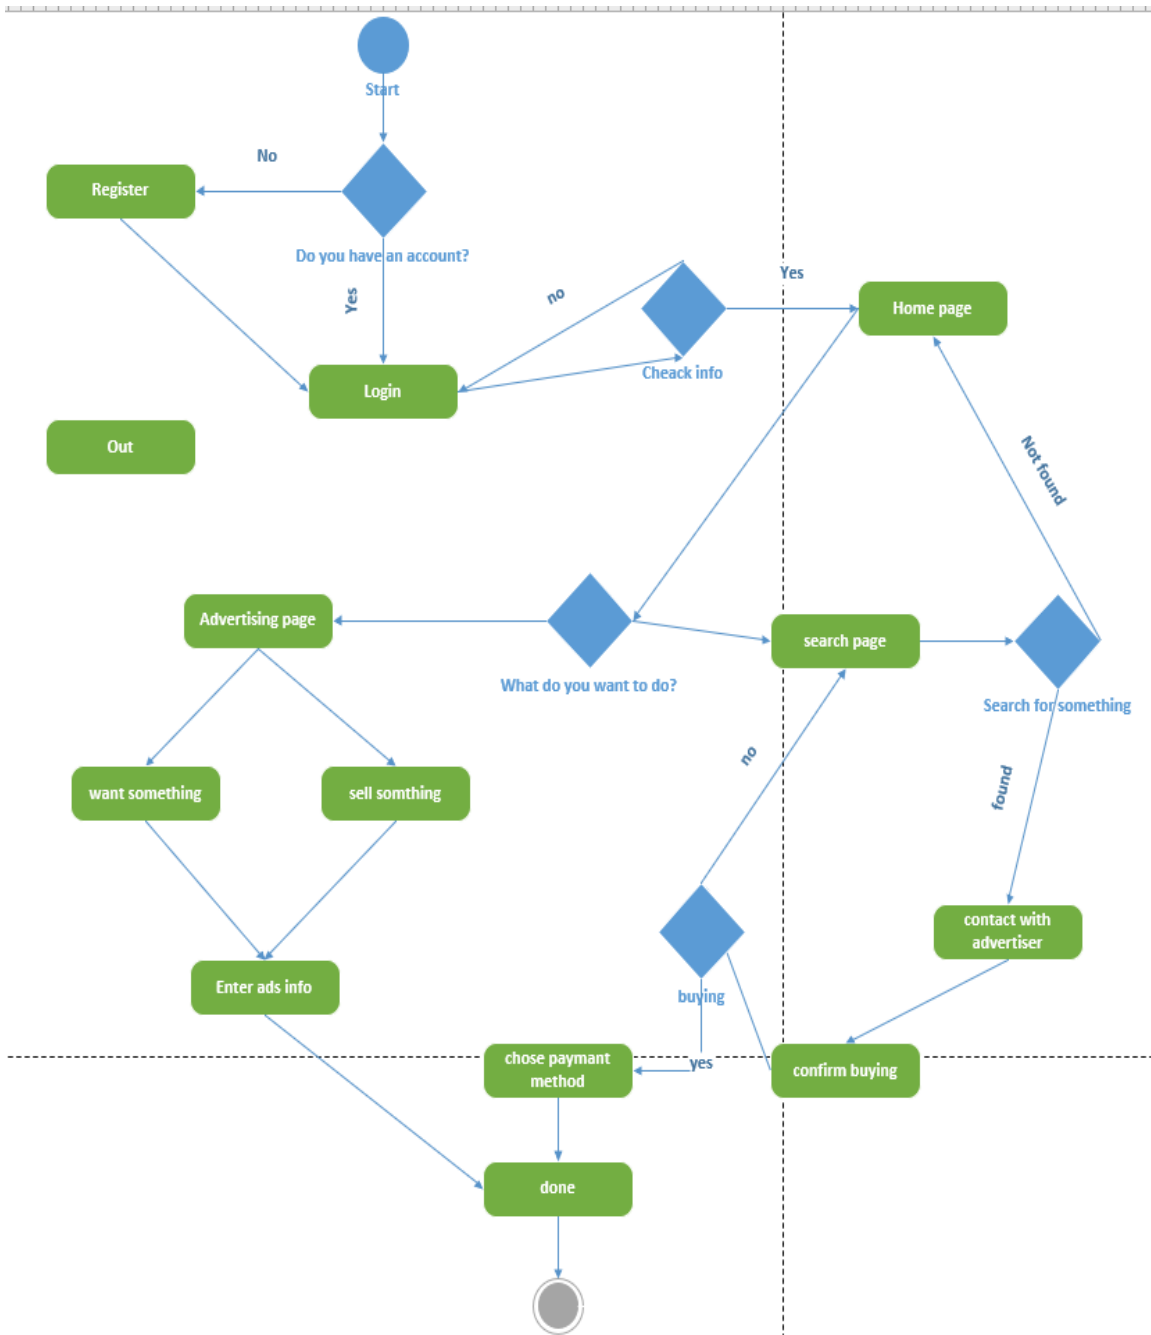 Start
No
Register
Do you have an account?
Yes
no
Yes
Home page
Cheack info
Login
Out
Not found
Advertising page
search page
What do you want to do?
Search for something
no
found
want something
sell somthing
contact with
advertiser
Enter ads info
buying
chose paymant
method
yes
confirm buying
done